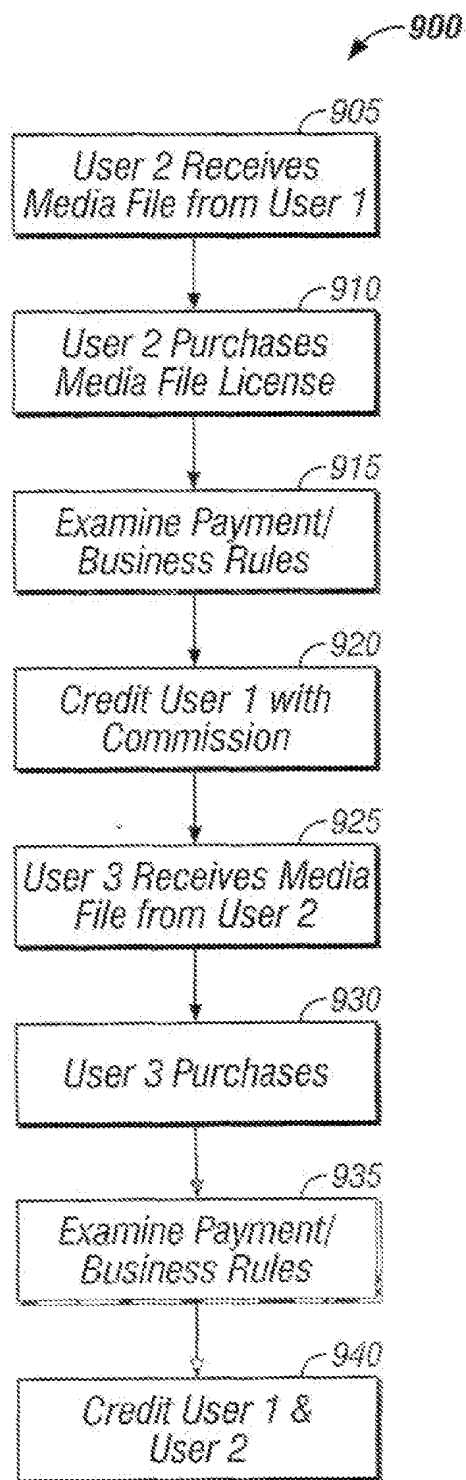 900
905
User 2 Receives
Media File from User 1
910
User 2 Purchases
Media File License
915
Examine Payment/
Business Rules
920
Credit User 1 with
Commission
925
User 3 Receives Media
File from User 2
930
User 3 Purchases
935
Examine Payment/
Business Rules
940
Credit User 1 &
User 2